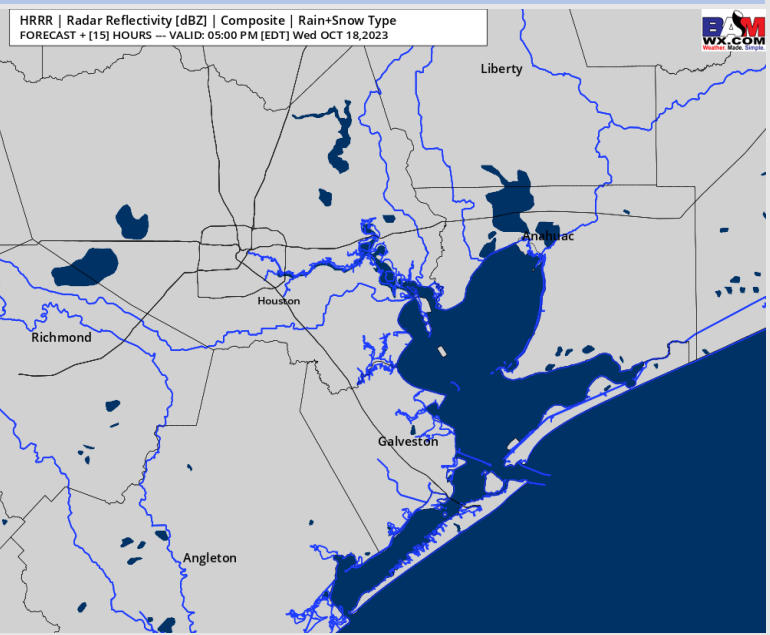 HRRR | Radar Reflectivity [dBZ] | Composite | Rain+Snow Type
FORECAST + [15] HOURS --- VALID: 05:00 PM [EDT] Wed OCT 18,2023
BAM
WX.COM
Weather. Made. Simple.
Liberty
Anahuac
Houston
Richmond
Galveston
Angleton